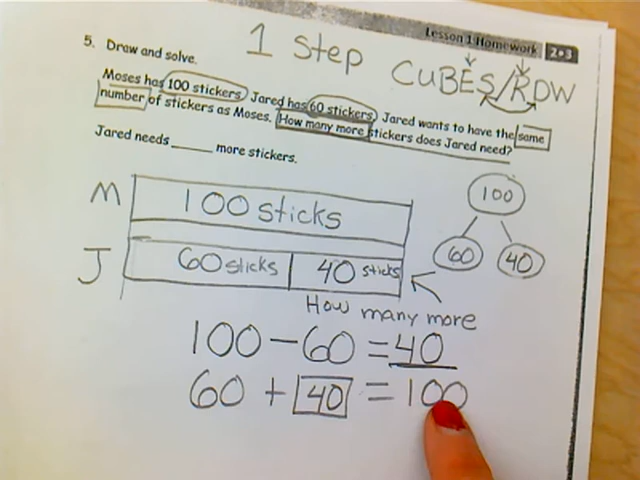 Lesson 1 Homework 2•3
1 Step CUBES/RDW
5. Draw and solve.
Moses has 100 stickers. Jared has 60 stickers. Jared wants to have the same
number of stickers as Moses. How many more stickers does Jared need?
Jared needs ______ more stickers.
M 100 sticks
J 60 sticks 40 sticks
100
60 40
How many more
100 - 60 = 40
60 + 40 = 100